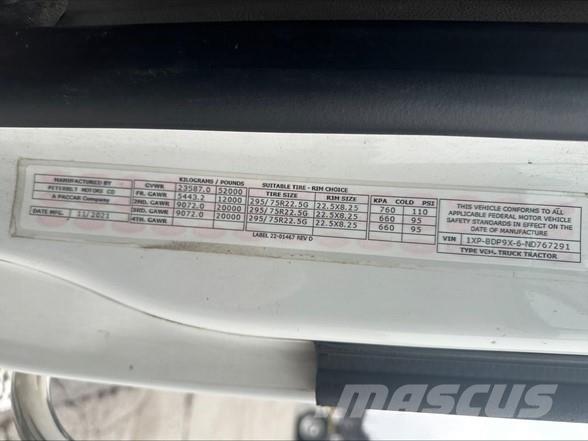 MANUFACTURED BY
PETERBILT MOTORS CO
A PACCAR Company
DATE MFG. 11/2021
KILOGRAMS / POUNDS
GVWR 23587.0 52000
FR. GAWR 5443.2 12000
2RD. GAWR 9072.0 20000
3RD. GAWR 9072.0 20000
4TH. GAWR
SUITABLE TIRE - RIM CHOICE
TIRE SIZE RIM SIZE KPA COLD PSI
295/75R22.5G 22.5X8.25 760 110
295/75R22.5G 22.5X8.25 660 95
295/75R22.5G 22.5X8.25 660 95
LABEL 22-01467 REV D
THIS VEHICLE CONFORMS TO ALL
APPLICABLE FEDERAL MOTOR VEHICLE
SAFETY STANDARDS IN EFFECT ON THE
DATE OF MANUFACTURE
VIN 1XP-BDP9X-6-ND767291
TYPE VCH. TRUCK TRACTOR
MASCUS